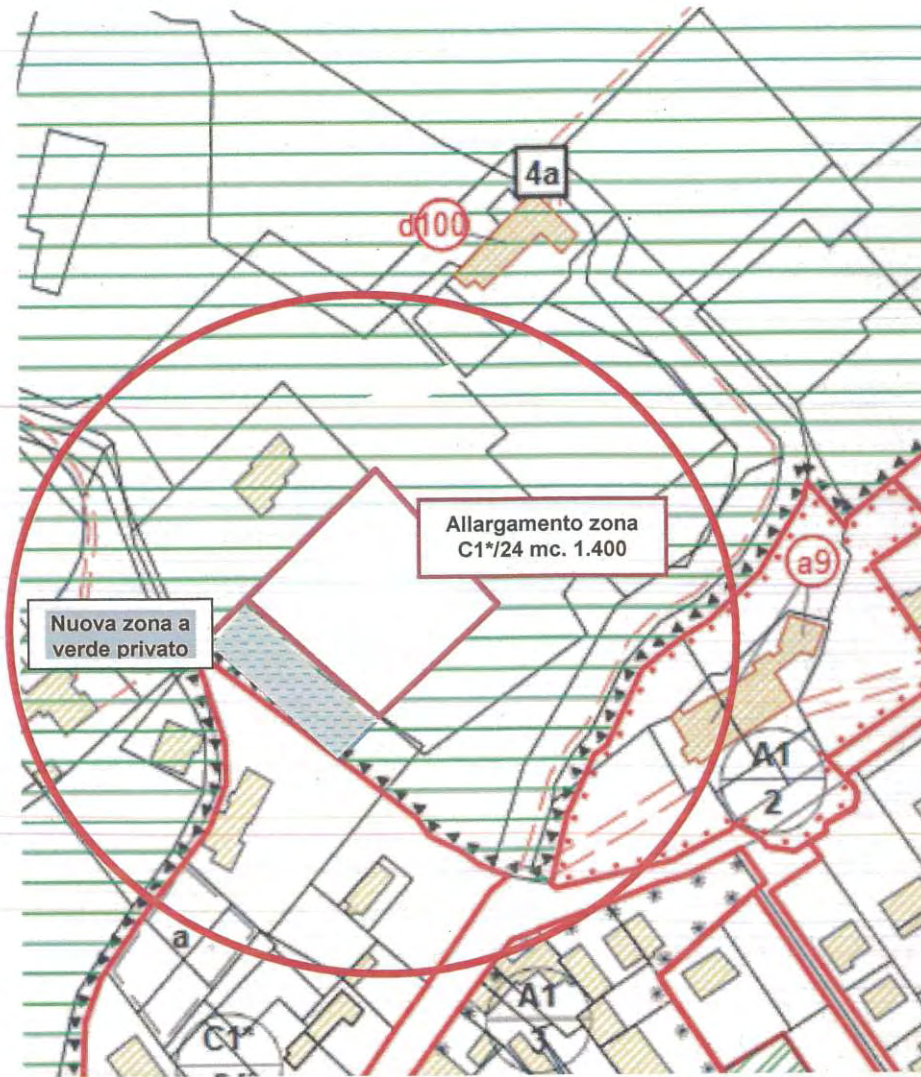 4a
d100
Allargamento zona
C1*/24 mc. 1.400
a9
Nuova zona a
verde privato
A1
2
a
A1
3
C1*